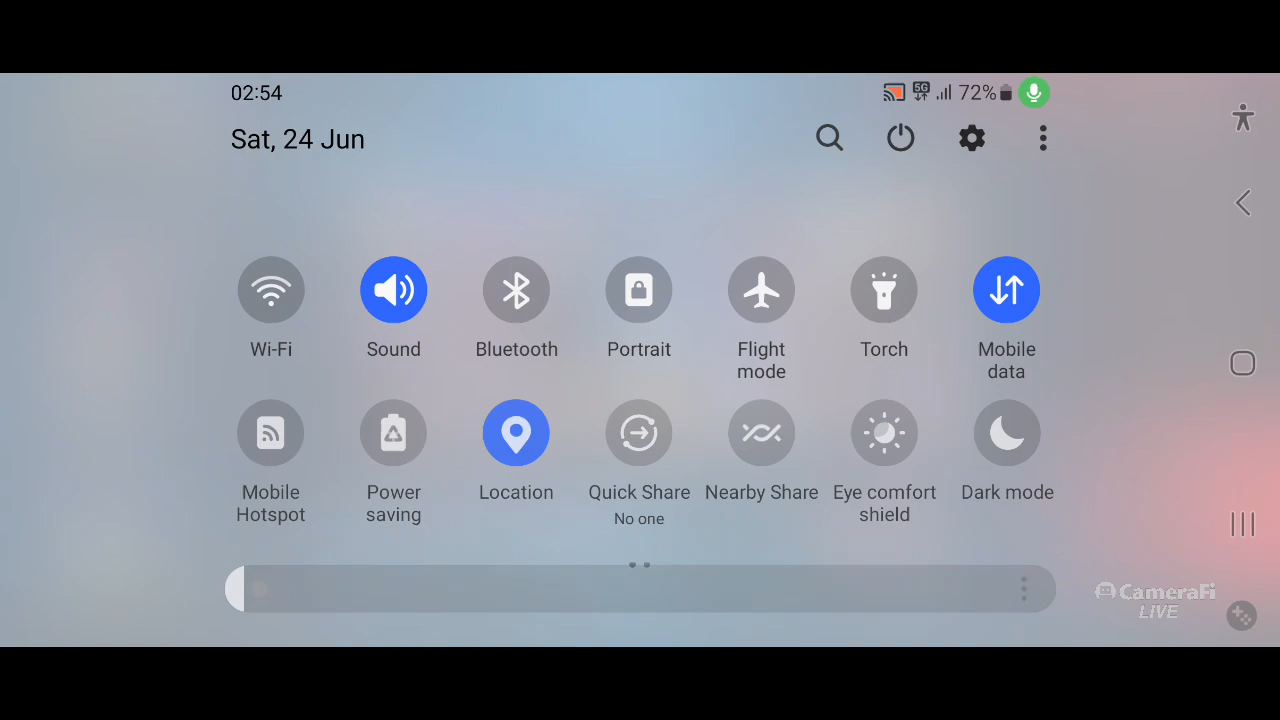 02:54
5G
72%
Sat, 24 Jun
Wi-Fi
Sound
Bluetooth
Portrait
Flight
mode
Torch
Mobile
data
Mobile
Hotspot
Power
saving
Location
Quick Share
No one
Nearby Share
Eye comfort
shield
Dark mode
CameraFi
LIVE